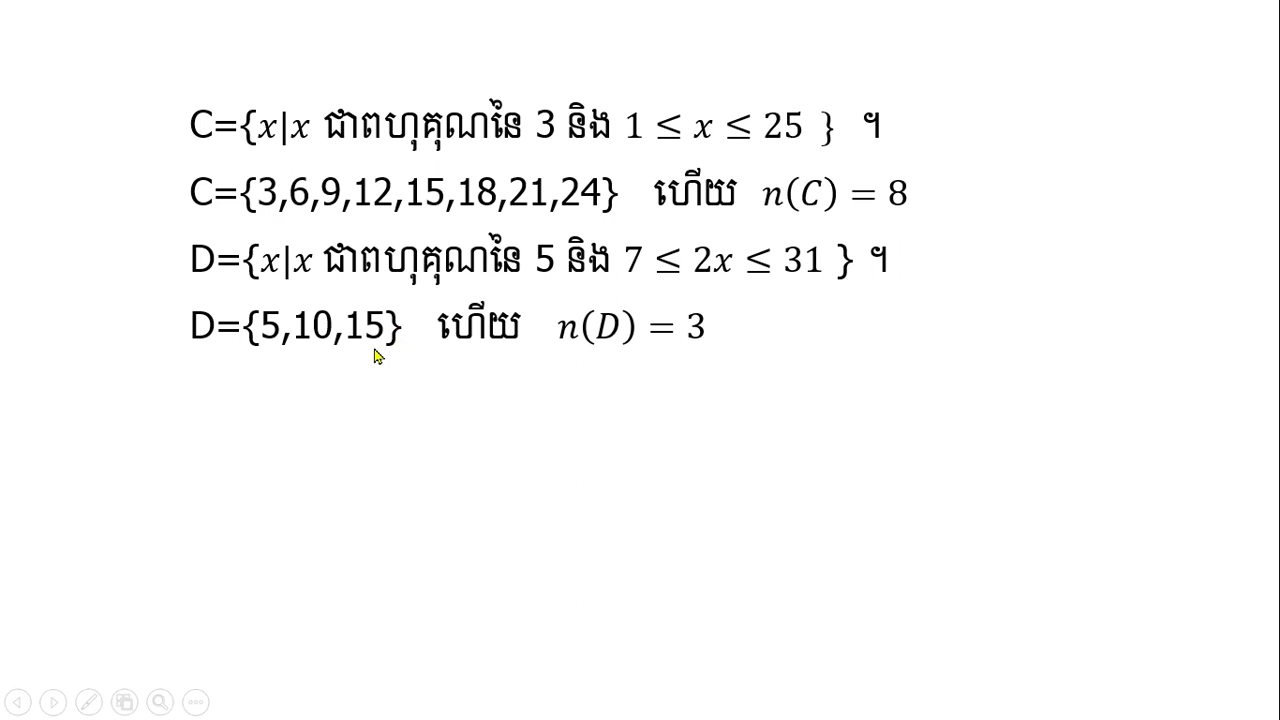 C={𝑥|𝑥 ជាពហុគុណនៃ 3 និង 1 ≤ 𝑥 ≤ 25 } ។
C={3,6,9,12,15,18,21,24} ហើយ 𝑛(𝐶) = 8
D={𝑥|𝑥 ជាពហុគុណនៃ 5 និង 7 ≤ 2𝑥 ≤ 31 } ។
D={5,10,15} ហើយ 𝑛(𝐷) = 3